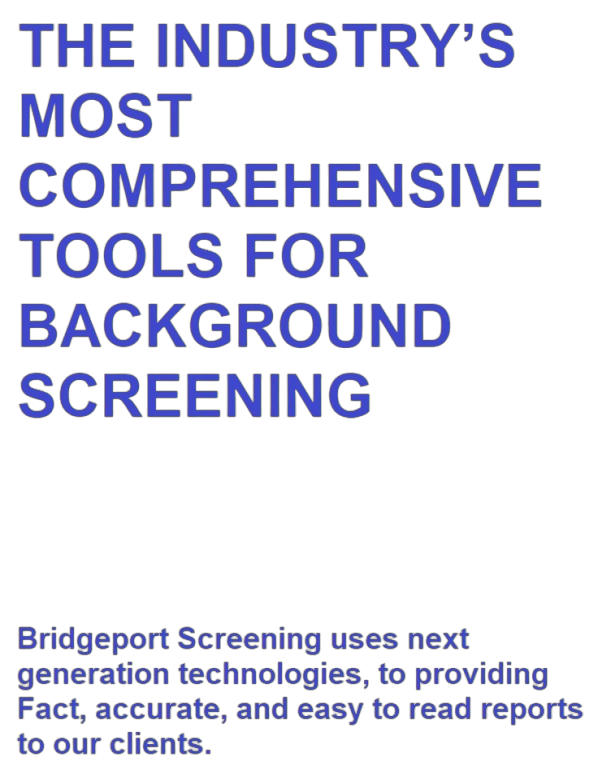 THE INDUSTRY’S
MOST
COMPREHENSIVE
TOOLS FOR
BACKGROUND
SCREENING
Bridgeport Screening uses next
generation technologies, to providing
Fact, accurate, and easy to read reports
to our clients.